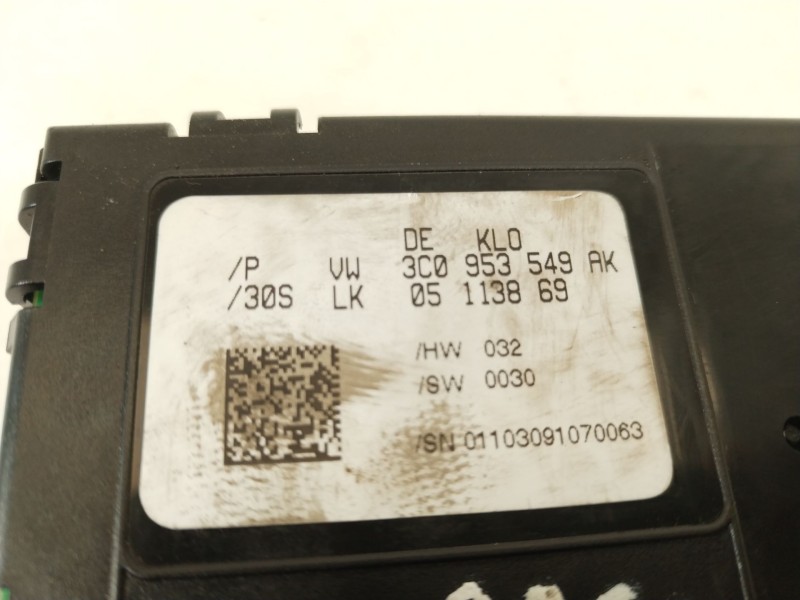 DE KLO
/P VW 3C0 953 549 AK
/30S LK 05 1138 69
/HW 032
/SW 0030
/SN 01103091070063